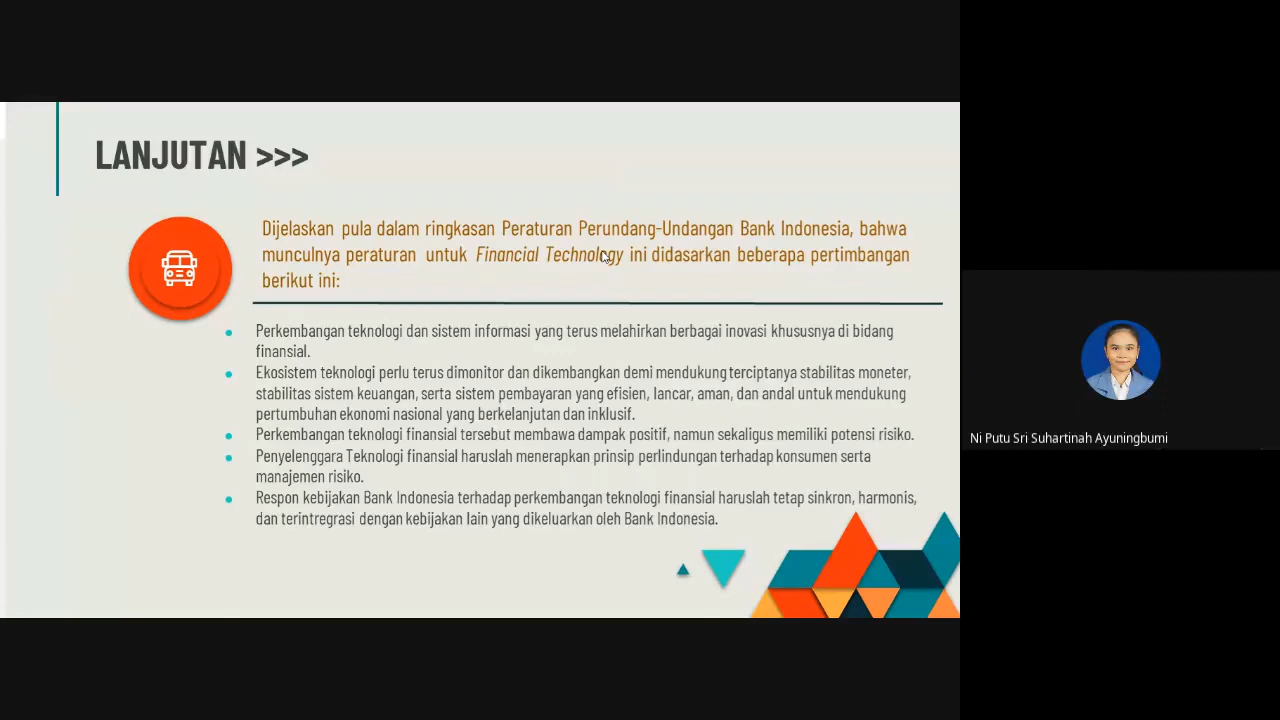 LANJUTAN >>>
Dijelaskan pula dalam ringkasan Peraturan Perundang-Undangan Bank Indonesia, bahwa
munculnya peraturan untuk Financial Technology ini didasarkan beberapa pertimbangan
berikut ini:
Perkembangan teknologi dan sistem informasi yang terus melahirkan berbagai inovasi khususnya di bidang
finansial.
Ekosistem teknologi perlu terus dimonitor dan dikembangkan demi mendukung terciptanya stabilitas moneter,
stabilitas sistem keuangan, serta sistem pembayaran yang efisien, lancar, aman, dan andal untuk mendukung
pertumbuhan ekonomi nasional yang berkelanjutan dan inklusif.
Perkembangan teknologi finansial tersebut membawa dampak positif, namun sekaligus memiliki potensi risiko.
Penyelenggara Teknologi finansial haruslah menerapkan prinsip perlindungan terhadap konsumen serta
manajemen risiko.
Respon kebijakan Bank Indonesia terhadap perkembangan teknologi finansial haruslah tetap sinkron, harmonis,
dan terintregrasi dengan kebijakan lain yang dikeluarkan oleh Bank Indonesia.
Ni Putu Sri Suhartinah Ayuningbumi